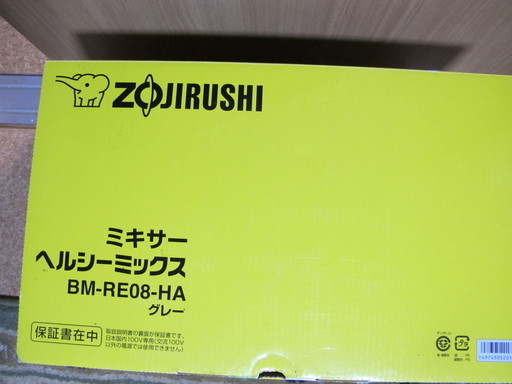 ZOJIRUSHI
ミキサー
ヘルシーミックス
BM-RE08-HA
グレー
保証書在中
取扱説明書の裏面が保証書です。
日本国内100V専用(交流100V
以外の電源では使用できません)